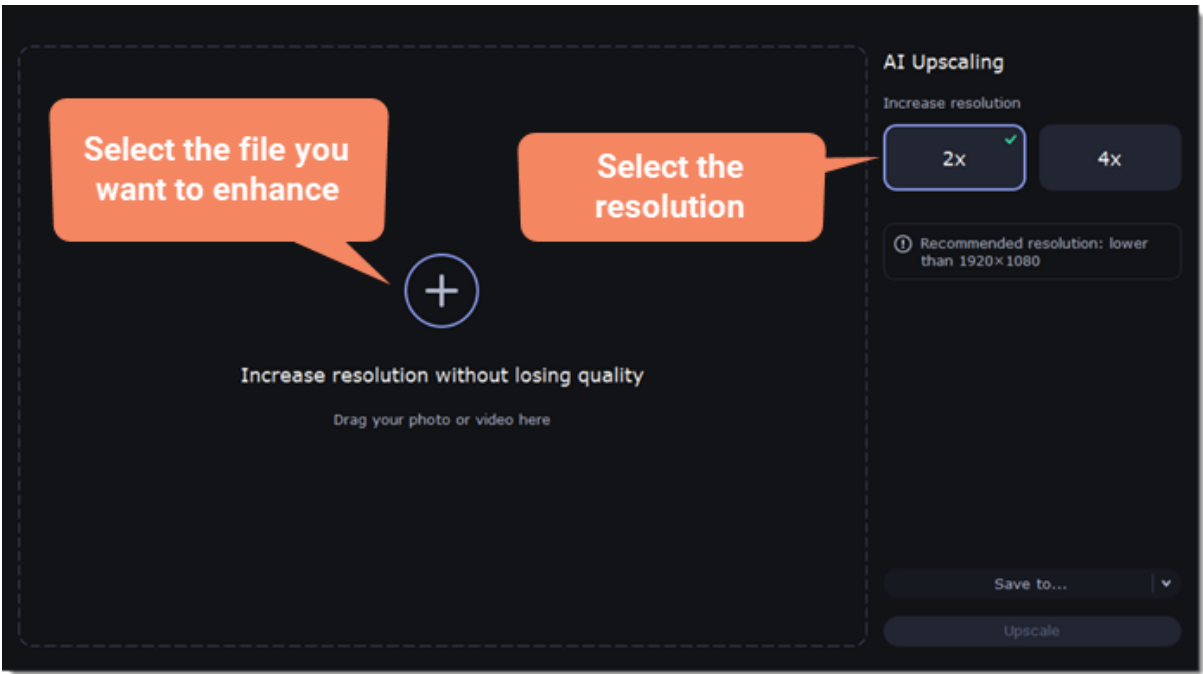 Select the file you
want to enhance
Increase resolution without losing quality
Drag your photo or video here
Select the
resolution
AI Upscaling
Increase resolution
2x
4x
Recommended resolution: lower
than 1920×1080
Save to...
Upscale